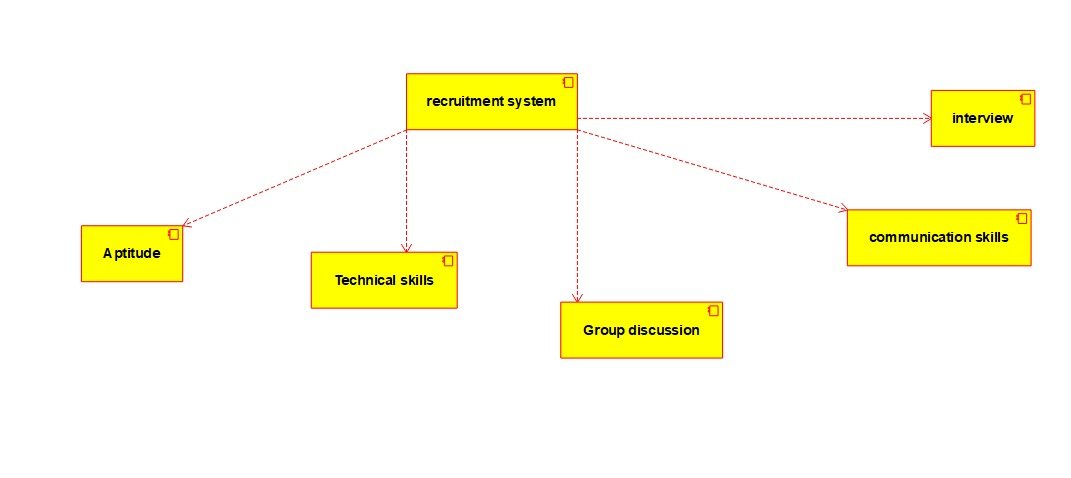 recruitment system
interview
Aptitude
Technical skills
Group discussion
communication skills